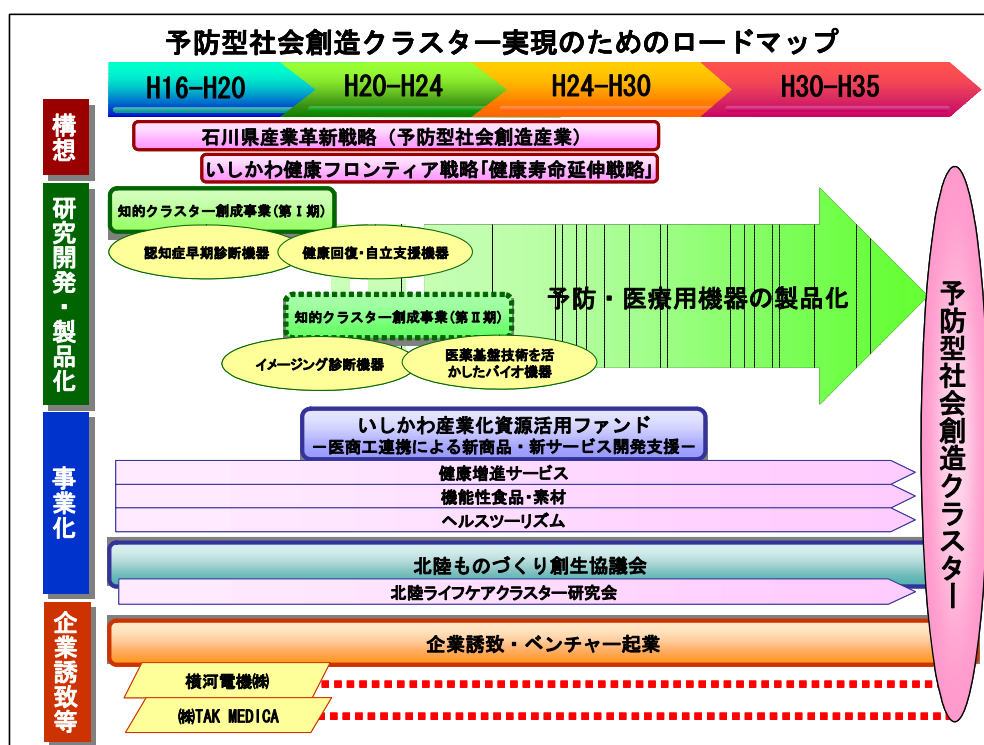 予防型社会創造クラスター実現のためのロードマップ
H16-H20
H20-H24
H24-H30
H30-H35
構想
石川県産業革新戦略（予防型社会創造産業）
いしかわ健康フロンティア戦略「健康寿命延伸戦略」
研究開発・製品化
知的クラスター創成事業(第Ⅰ期)
認知症早期診断機器
健康回復・自立支援機器
予防・医療用機器の製品化
知的クラスター創成事業(第Ⅱ期)
イメージング診断機器
医薬基盤技術を活
かしたバイオ機器
事業化
いしかわ産業化資源活用ファンド
－医商工連携による新商品・新サービス開発支援－
健康増進サービス
機能性食品・素材
ヘルスツーリズム
北陸ものづくり創生協議会
北陸ライフケアクラスター研究会
企業誘致等
企業誘致・ベンチャー起業
横河電機㈱
㈱TAK MEDICA
予防型社会創造クラスター